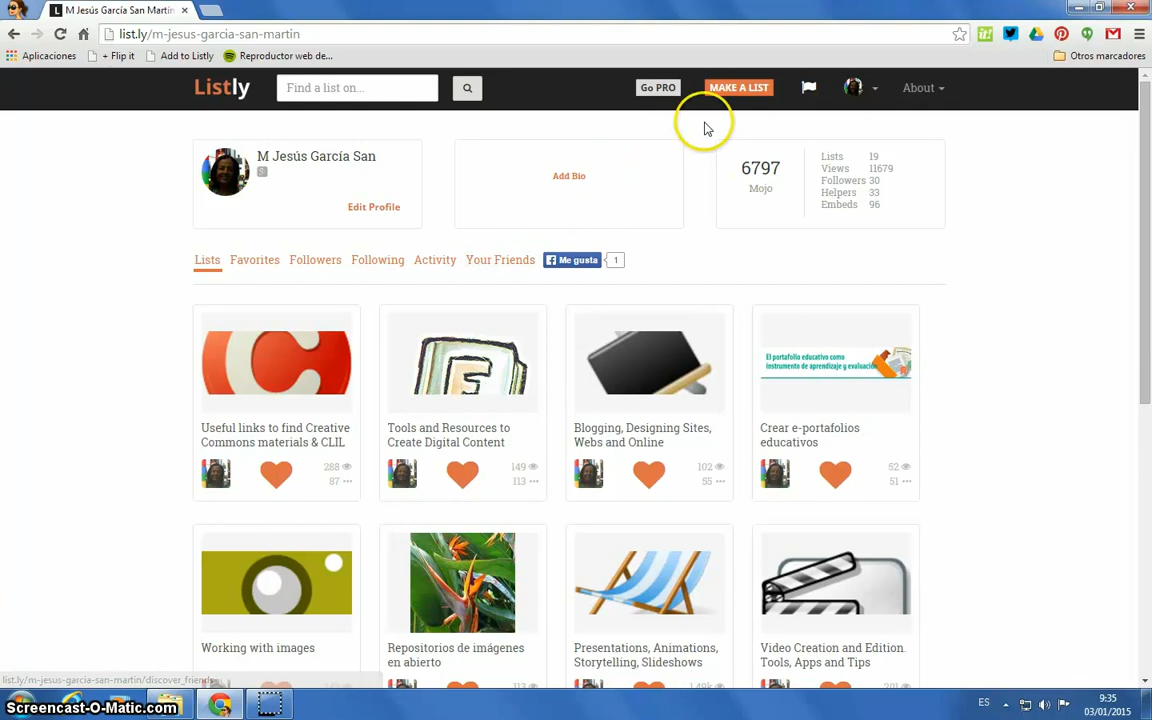 M Jesús García San Martín
list.ly/m-jesus-garcia-san-martin
Aplicaciones
+ Flip it
Add to Listly
Reproductor web de...
Otros marcadores
Listly
Find a list on...
Go PRO
MAKE A LIST
About
M Jesús García San
Edit Profile
Add Bio
6797
Mojo
Lists 19
Views 11679
Followers 30
Helpers 33
Embeds 96
Lists Favorites Followers Following Activity Your Friends
Me gusta
1
Useful links to find Creative
Commons materials & CLIL
288
87
Tools and Resources to
Create Digital Content
149
113
Blogging, Designing Sites,
Webs and Online
102
55
El portafolio educativo como
instrumento de aprendizaje y evaluación
Crear e-portafolios
educativos
52
51
Working with images
Repositorios de imágenes
en abierto
Presentations, Animations,
Storytelling, Slideshows
Video Creation and Edition.
Tools, Apps and Tips
list.ly/m-jesus-garcia-san-martin/discover_friends
Screencast-O-Matic.com
ES
9:35
03/01/2015